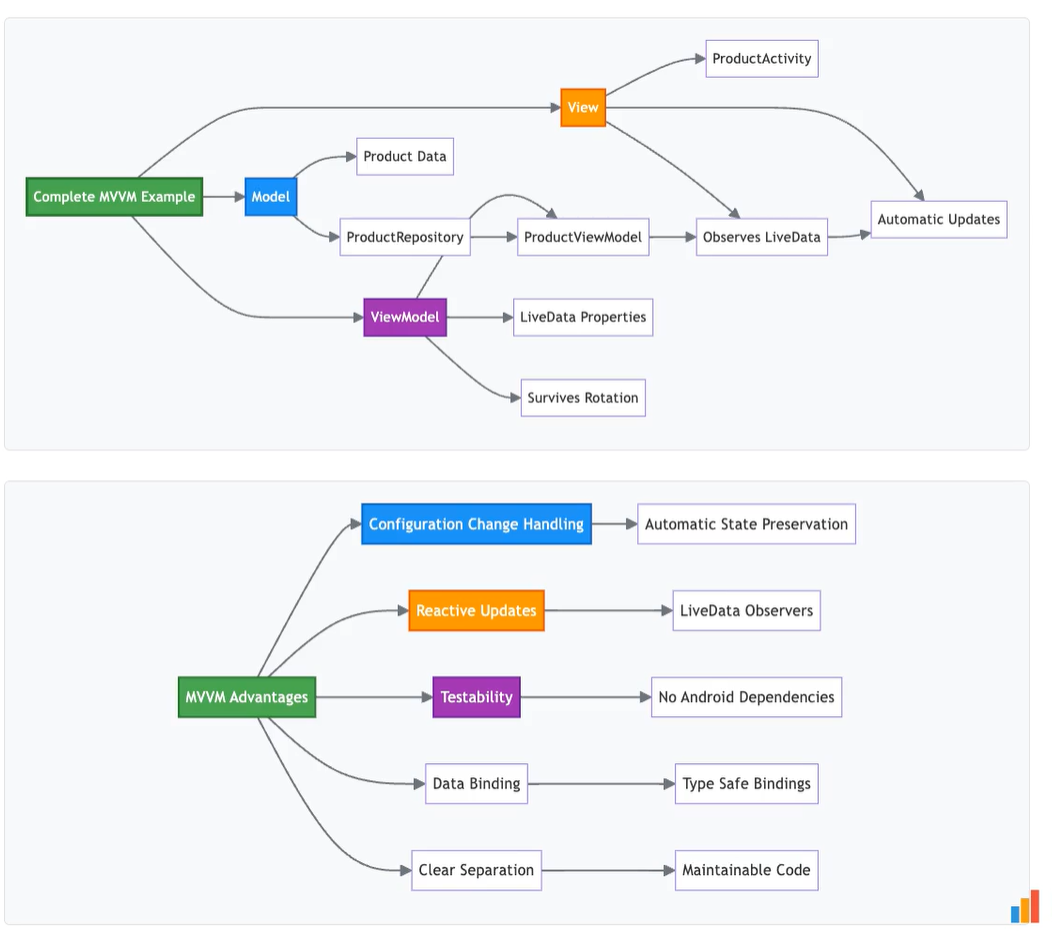 ProductActivity
View
Product Data
Complete MVVM Example
Model
Automatic Updates
ProductRepository
ProductViewModel
Observes LiveData
ViewModel
LiveData Properties
Survives Rotation
Configuration Change Handling
Automatic State Preservation
Reactive Updates
LiveData Observers
MVVM Advantages
Testability
No Android Dependencies
Data Binding
Type Safe Bindings
Clear Separation
Maintainable Code